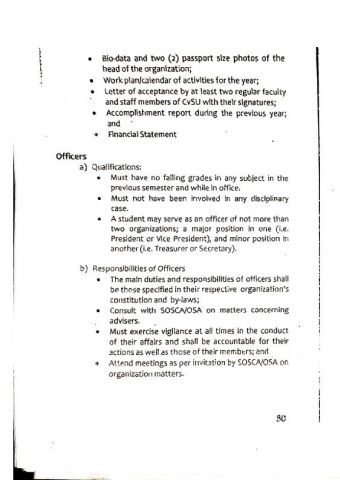 • Bio-data and two (2) passport size photos of the
head of the organization;
• Work plan/calendar of activities for the year;
• Letter of acceptance by at least two regular faculty
and staff members of CvSU with their signatures;
• Accomplishment report during the previous year;
and
• Financial Statement
Officers
a) Qualifications:
• Must have no failing grades in any subject in the
previous semester and while in office.
• Must not have been involved in any disciplinary
case.
• A student may serve as an officer of not more than
two organizations; a major position in one (i.e.
President or Vice President), and minor position in
another (i.e. Treasurer or Secretary).
b) Responsibilities of Officers
• The main duties and responsibilities of officers shall
be those specified in their respective organization's
constitution and by-laws;
• Consult with SOSCA/OSA on matters concerning
advisers.
• Must exercise vigilance at all times in the conduct
of their affairs and shall be accountable for their
actions as well as those of their members; and
• Attend meetings as per invitation by SOSCA/OSA on
organization matters.